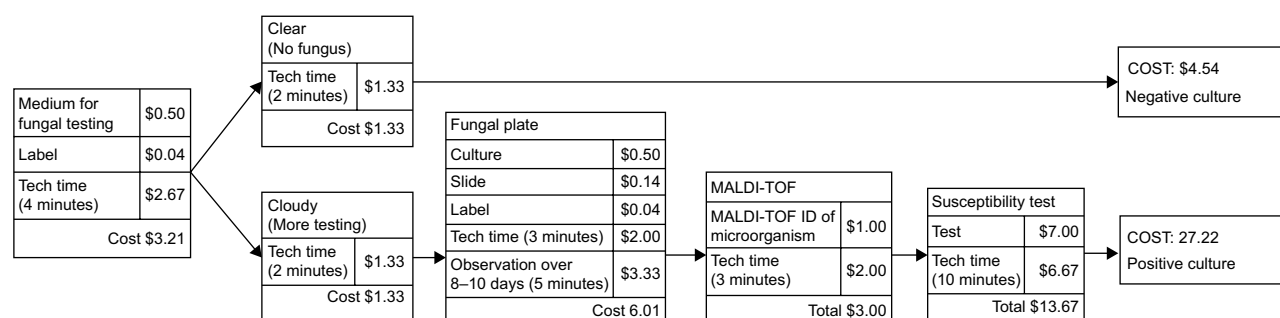 Medium for
fungal testing
$0.50
Label
$0.04
Tech time
(4 minutes)
$2.67
Cost $3.21
Clear
(No fungus)
Tech time
(2 minutes)
$1.33
Cost $1.33
COST: $4.54
Negative culture
Cloudy
(More testing)
Tech time
(2 minutes)
$1.33
Cost $1.33
Fungal plate
Culture
$0.50
Slide
$0.14
Label
$0.04
Tech time (3 minutes)
$2.00
Observation over
8–10 days (5 minutes)
$3.33
Cost 6.01
MALDI-TOF
MALDI-TOF ID of
microorganism
$1.00
Tech time
(3 minutes)
$2.00
Total $3.00
Susceptibility test
Test
$7.00
Tech time
(10 minutes)
$6.67
Total $13.67
COST: 27.22
Positive culture